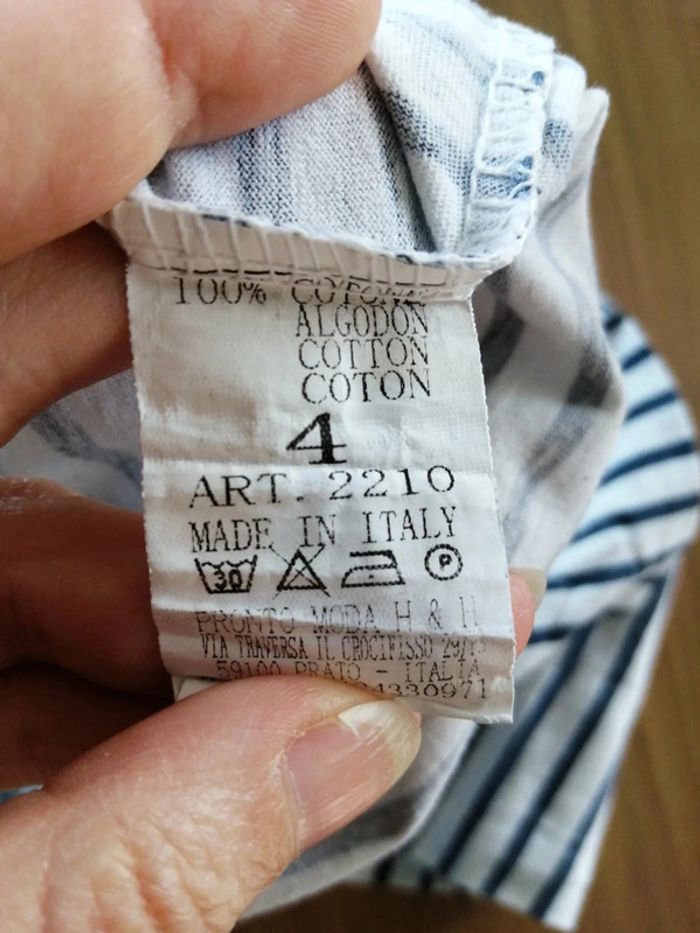 100% COTONE
ALGODON
COTTON
COTON
4
ART. 2210
MADE IN ITALY
30 P
PRONTO MODA H & H
VIA TRAVERSA IL CROCIFISSO
59100 PRATO - ITALIA
4330971